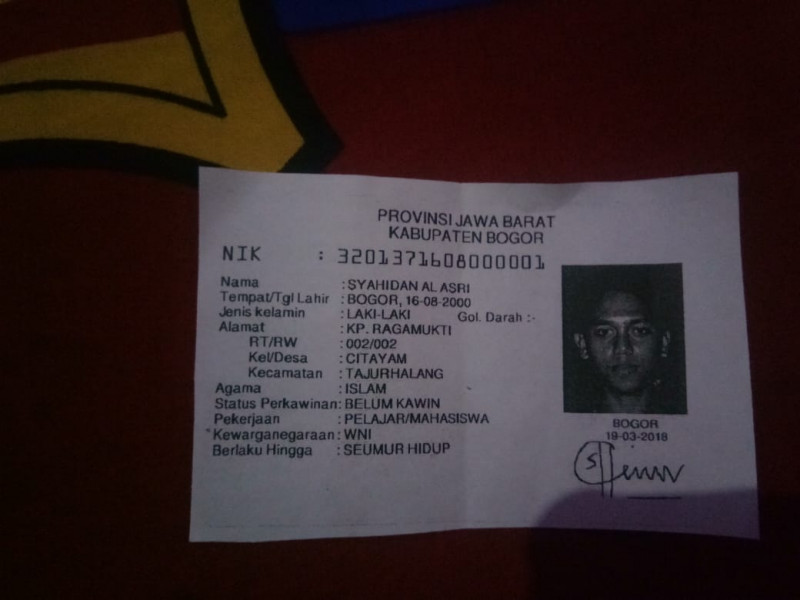 PROVINSI JAWA BARAT
KABUPATEN BOGOR
NIK : 3201371608000001
Nama : SYAHIDAN AL ASRI
Tempat/Tgl Lahir : BOGOR, 16-08-2000
Jenis kelamin : LAKI-LAKI Gol. Darah :-
Alamat : KP. RAGAMUKTI
RT/RW : 002/002
Kel/Desa : CITAYAM
Kecamatan : TAJURHALANG
Agama : ISLAM
Status Perkawinan: BELUM KAWIN
Pekerjaan : PELAJAR/MAHASISWA
Kewarganegaraan: WNI
Berlaku Hingga : SEUMUR HIDUP
BOGOR
19-03-2018